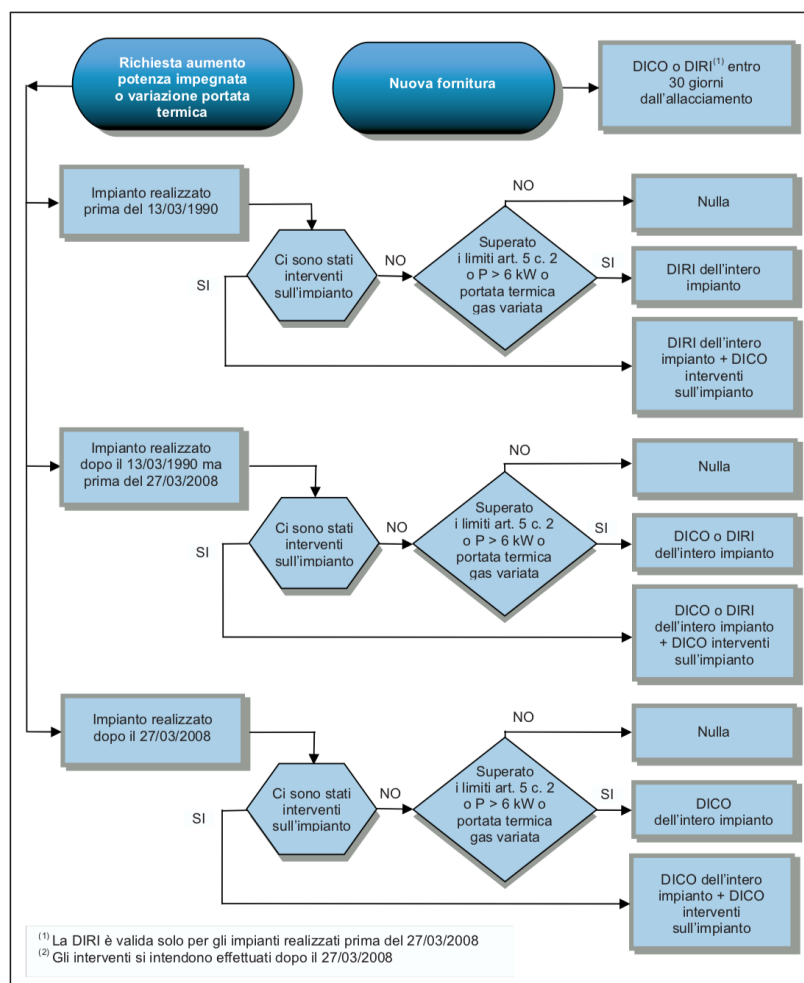 Richiesta aumento
potenza impegnata
o variazione portata
termica
Nuova fornitura
DICO o DIRI(1) entro
30 giorni
dall'allacciamento
Impianto realizzato
prima del 13/03/1990
Ci sono stati
interventi
sull'impianto
SI
NO
Superato
i limiti art. 5 c. 2
o P > 6 kW o
portata termica
gas variata
NO
Nulla
SI
DIRI dell'intero
impianto
DIRI dell'intero
impianto + DICO
interventi
sull'impianto
Impianto realizzato
dopo il 13/03/1990 ma
prima del 27/03/2008
Ci sono stati
interventi
sull'impianto
SI
NO
Superato
i limiti art. 5 c. 2
o P > 6 kW o
portata termica
gas variata
NO
Nulla
SI
DICO o DIRI
dell'intero impianto
DICO o DIRI
dell'intero impianto
+ DICO interventi
sull'impianto
Impianto realizzato
dopo il 27/03/2008
Ci sono stati
interventi
sull'impianto
SI
NO
Superato
i limiti art. 5 c. 2
o P > 6 kW o
portata termica
gas variata
NO
Nulla
SI
DICO
dell'intero impianto
DICO dell'intero
impianto + DICO
interventi
sull'impianto
(1) La DIRI è valida solo per gli impianti realizzati prima del 27/03/2008
(2) Gli interventi si intendono effettuati dopo il 27/03/2008